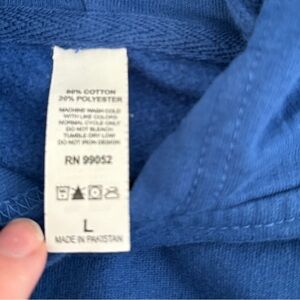 80% COTTON
20% POLYESTER
MACHINE WASH COLD
WITH LIKE COLORS
NORMAL CYCLE ONLY
DO NOT BLEACH
TUMBLE DRY LOW
DO NOT IRON DESIGN
RN 99052
L
MADE IN PAKISTAN